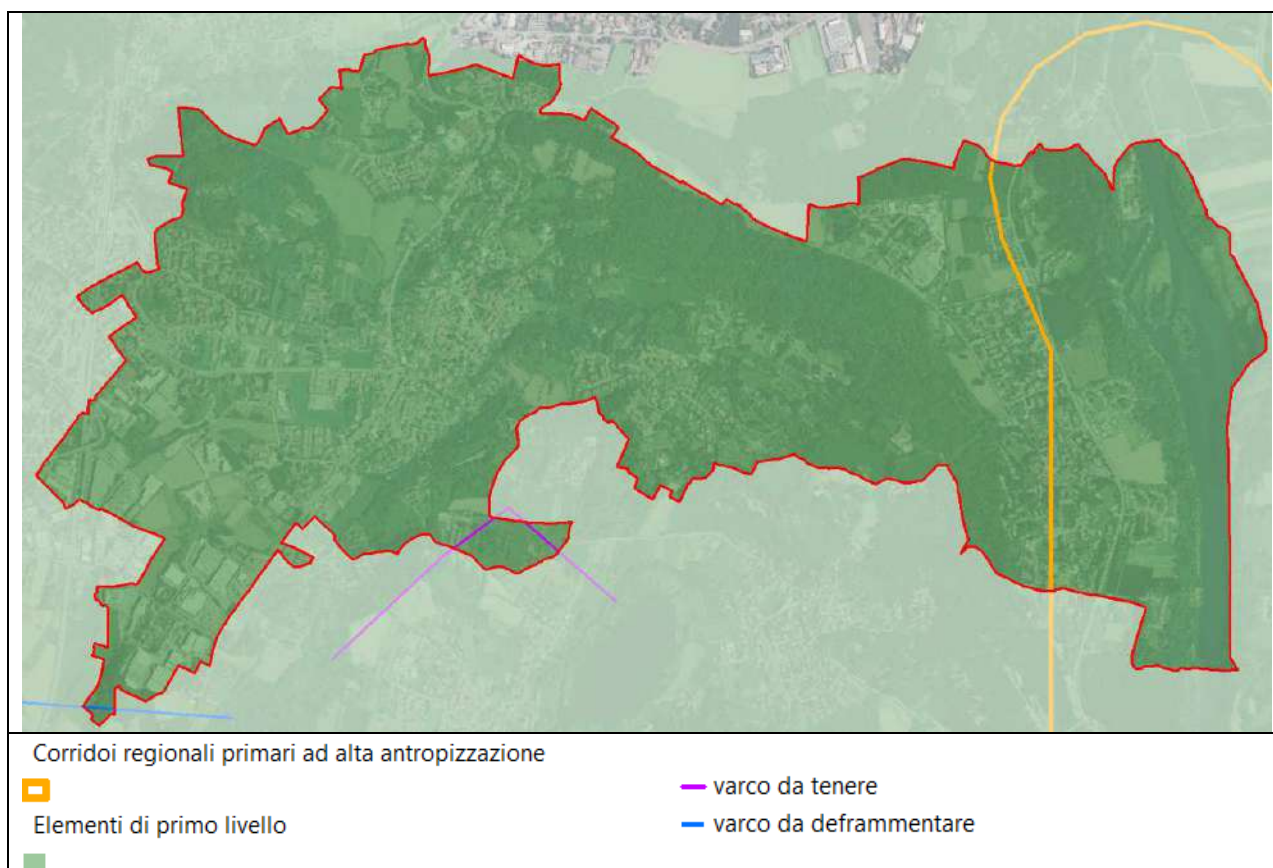 Corridoi regionali primari ad alta antropizzazione
varco da tenere
Elementi di primo livello
varco da deframmentare